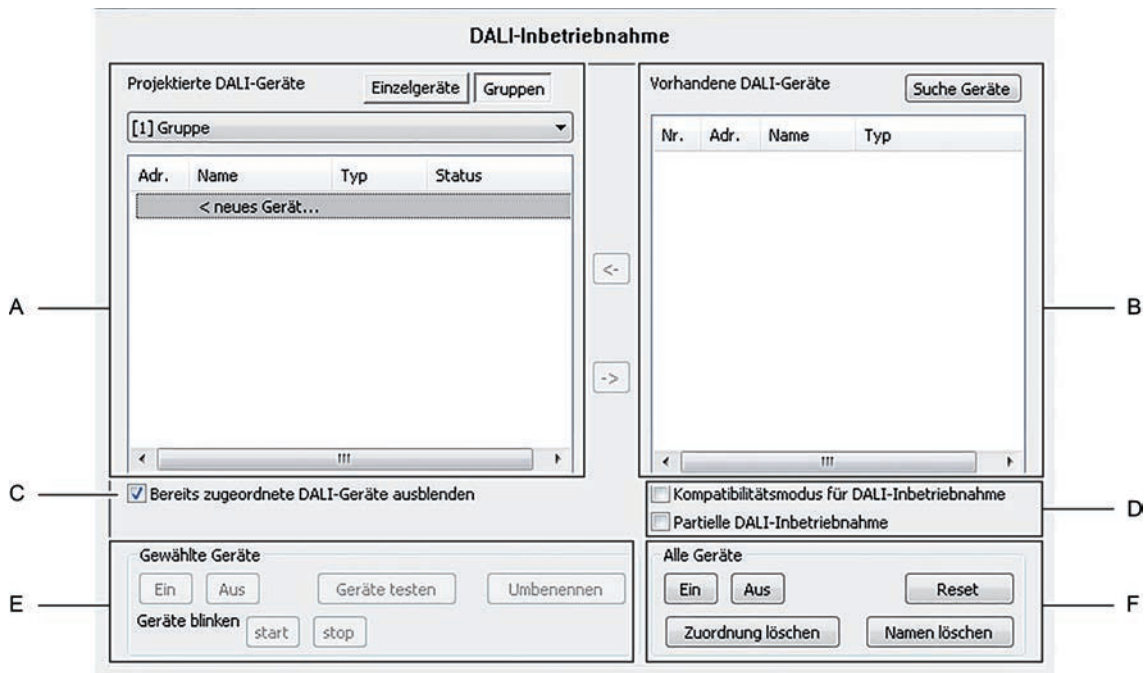 DALI-Inbetriebnahme
Projektierte DALI-Geräte
Einzelgeräte
Gruppen
[1] Gruppe
Adr. Name Typ Status
< neues Gerät...
<-
->
Vorhandene DALI-Geräte
Suche Geräte
Nr. Adr. Name Typ
A
B
C
Bereits zugeordnete DALI-Geräte ausblenden
Kompatibilitätsmodus für DALI-Inbetriebnahme
Partielle DALI-Inbetriebnahme
D
E
Gewählte Geräte
Ein Aus Geräte testen Umbenennen
Geräte blinken start stop
Alle Geräte
Ein Aus Reset
Zuordnung löschen Namen löschen
F